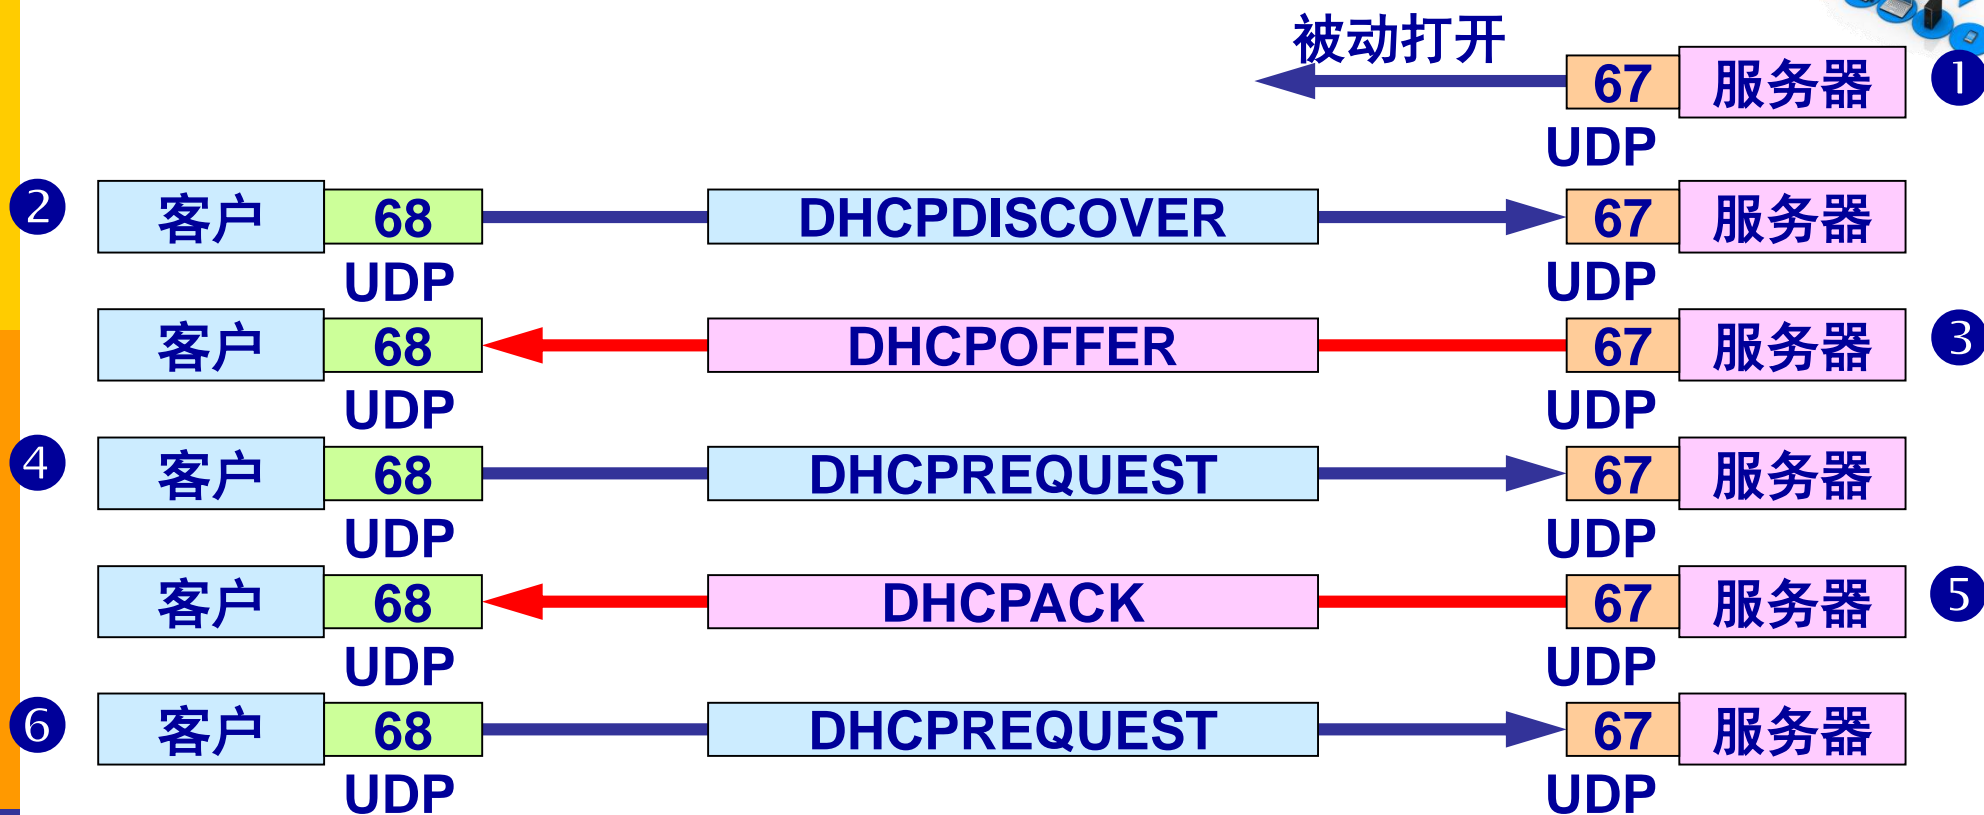 被动打开
67 服务器 ❶
UDP
❷ 客户 68 DHCPDISCOVER 67 服务器
UDP UDP
客户 68 DHCPOFFER 67 服务器 ❸
UDP UDP
❹ 客户 68 DHCPREQUEST 67 服务器
UDP UDP
客户 68 DHCPACK 67 服务器 ❺
UDP UDP
❻ 客户 68 DHCPREQUEST 67 服务器
UDP UDP